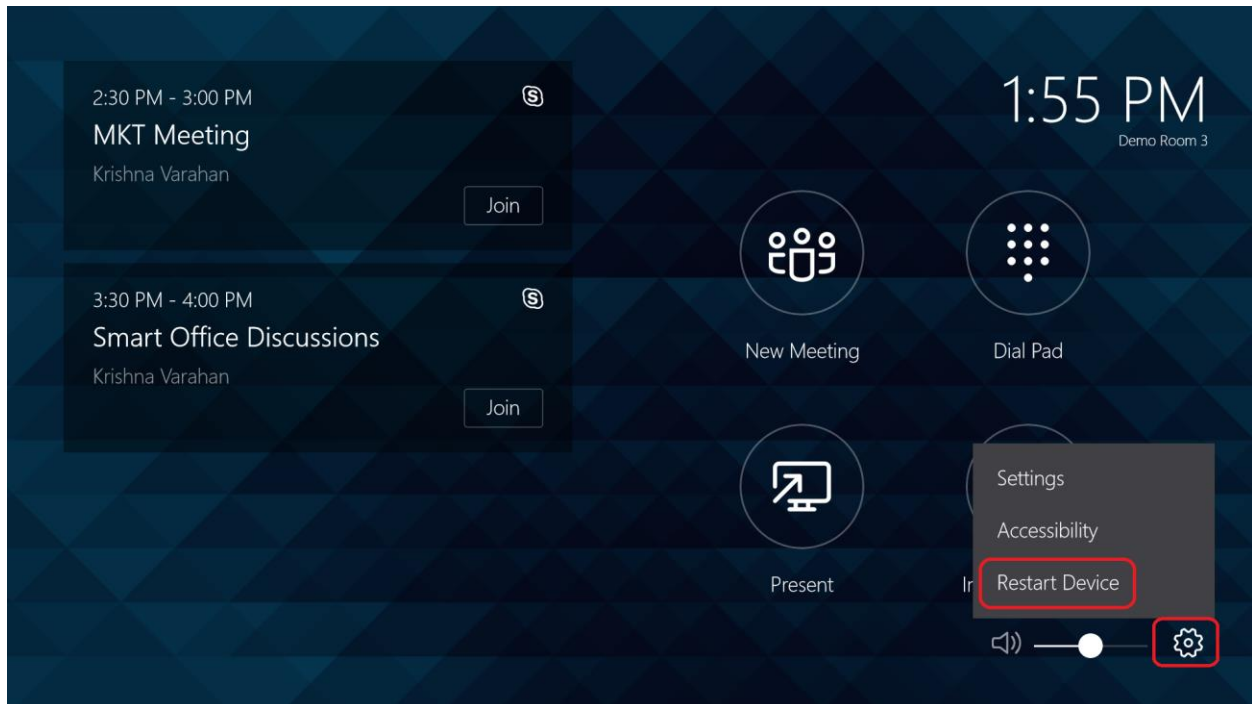 2:30 PM - 3:00 PM
MKT Meeting
Krishna Varahan
Join
3:30 PM - 4:00 PM
Smart Office Discussions
Krishna Varahan
Join
1:55 PM
Demo Room 3
New Meeting
Dial Pad
Present
Settings
Accessibility
Restart Device